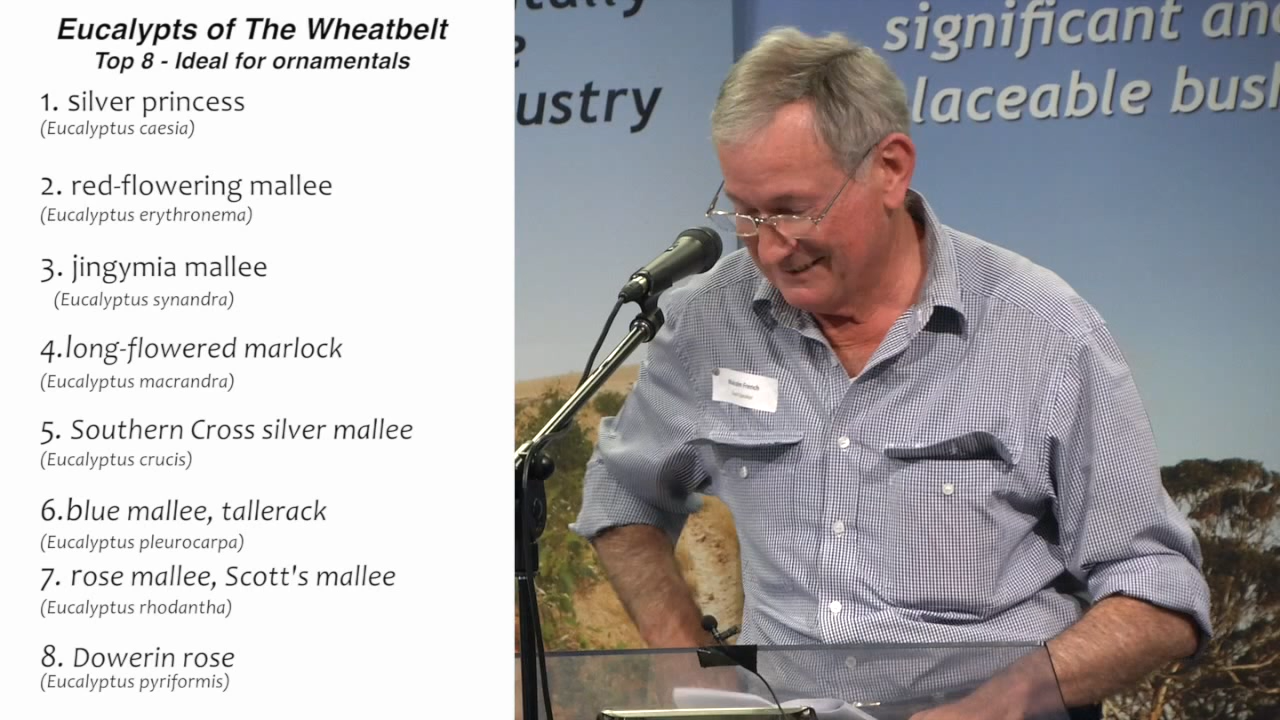 Eucalypts of The Wheatbelt
Top 8 - Ideal for ornamentals
1. silver princess
(Eucalyptus caesia)
2. red-flowering mallee
(Eucalyptus erythronema)
3. jingymia mallee
(Eucalyptus synandra)
4.long-flowered marlock
(Eucalyptus macrandra)
5. Southern Cross silver mallee
(Eucalyptus crucis)
6.blue mallee, tallerack
(Eucalyptus pleurocarpa)
7. rose mallee, Scott's mallee
(Eucalyptus rhodantha)
8. Dowerin rose
(Eucalyptus pyriformis)
ustry
significant and
laceable bush
French